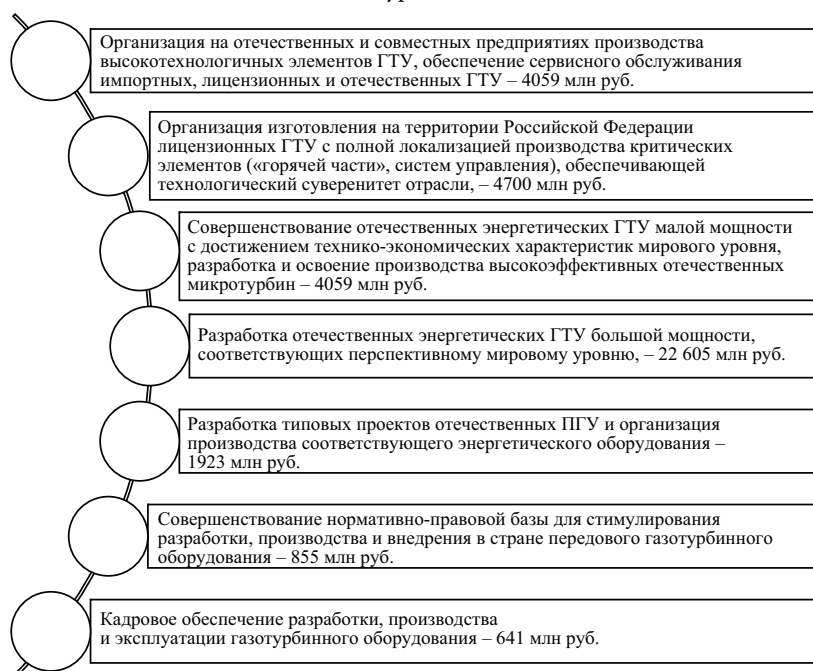 Организация на отечественных и совместных предприятиях производства
высокотехнологичных элементов ГТУ, обеспечение сервисного обслуживания
импортных, лицензионных и отечественных ГТУ – 4059 млн руб.
Организация изготовления на территории Российской Федерации
лицензионных ГТУ с полной локализацией производства критических
элементов («горячей части», систем управления), обеспечивающей
технологический суверенитет отрасли, – 4700 млн руб.
Совершенствование отечественных энергетических ГТУ малой мощности
с достижением технико-экономических характеристик мирового уровня,
разработка и освоение производства высокоэффективных отечественных
микротурбин – 4059 млн руб.
Разработка отечественных энергетических ГТУ большой мощности,
соответствующих перспективному мировому уровню, – 22 605 млн руб.
Разработка типовых проектов отечественных ПГУ и организация
производства соответствующего энергетического оборудования –
1923 млн руб.
Совершенствование нормативно-правовой базы для стимулирования
разработки, производства и внедрения в стране передового газотурбинного
оборудования – 855 млн руб.
Кадровое обеспечение разработки, производства
и эксплуатации газотурбинного оборудования – 641 млн руб.